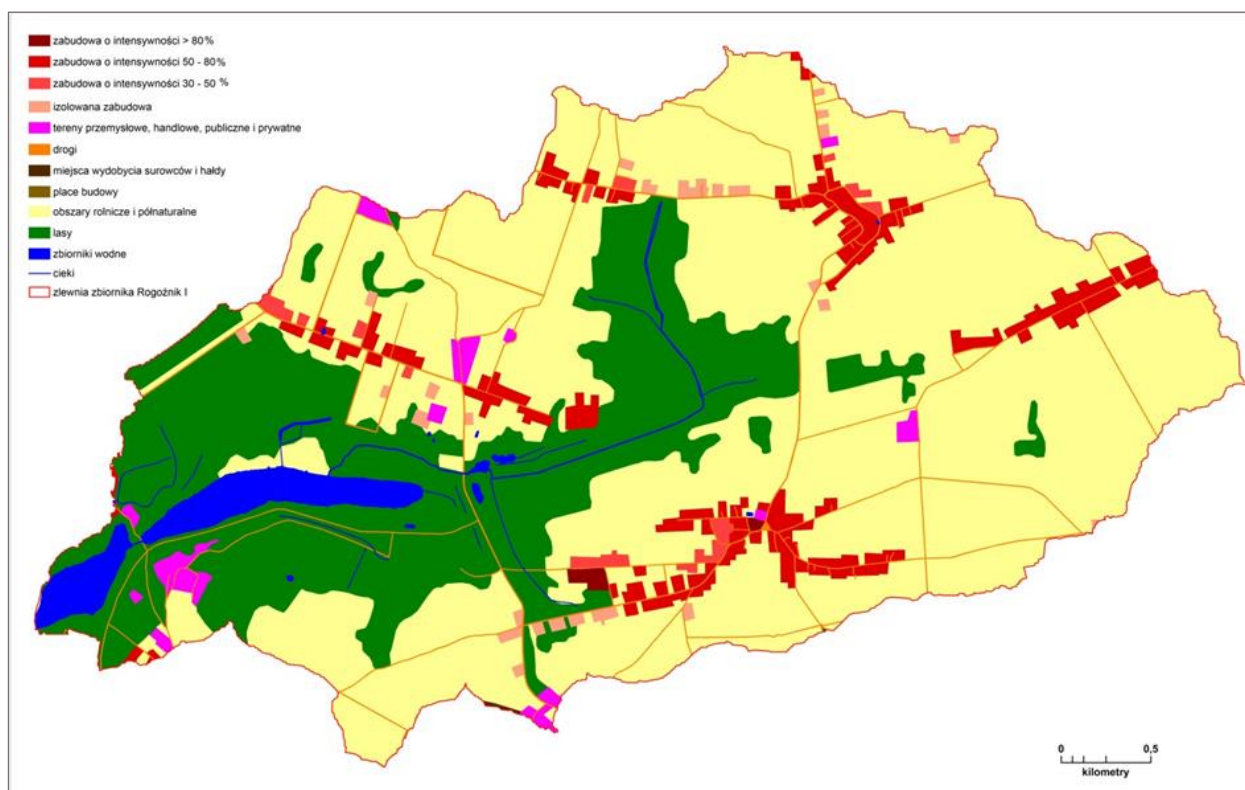 zabudowa o intensywności > 80%
zabudowa o intensywności 50 - 80%
zabudowa o intensywności 30 - 50 %
izolowana zabudowa
tereny przemysłowe, handlowe, publiczne i prywatne
drogi
miejsca wydobycia surowców i hałdy
place budowy
obszary rolnicze i półnaturalne
lasy
zbiorniki wodne
cieki
zlewnia zbiornika Rogoźnik I
0 0,5
kilometry